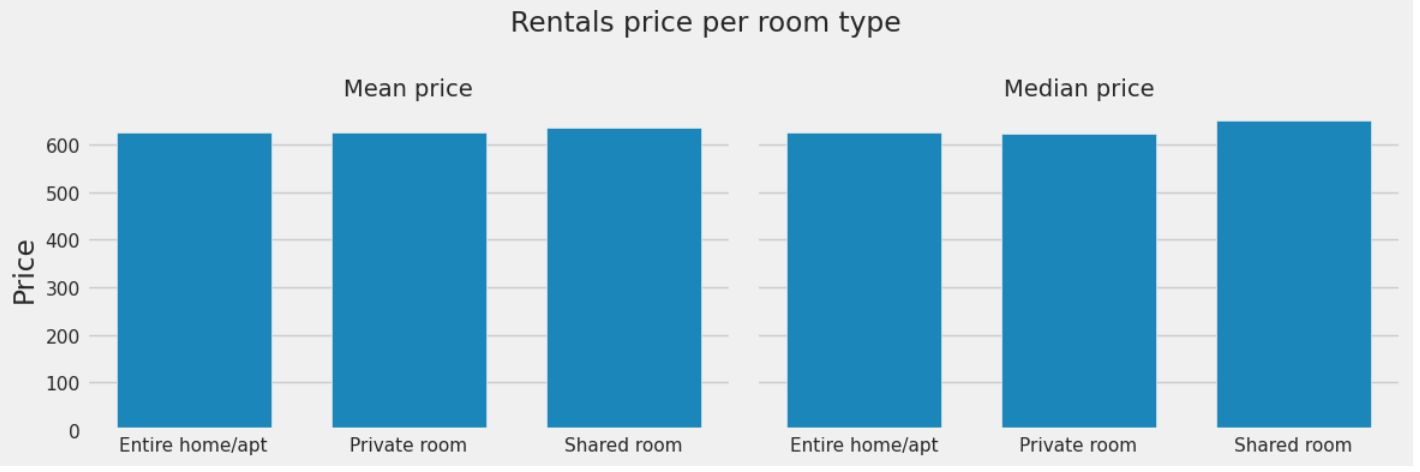 Rentals price per room type
Mean price
Median price
Price
600
500
400
300
200
100
0
Entire home/apt
Private room
Shared room
Entire home/apt
Private room
Shared room